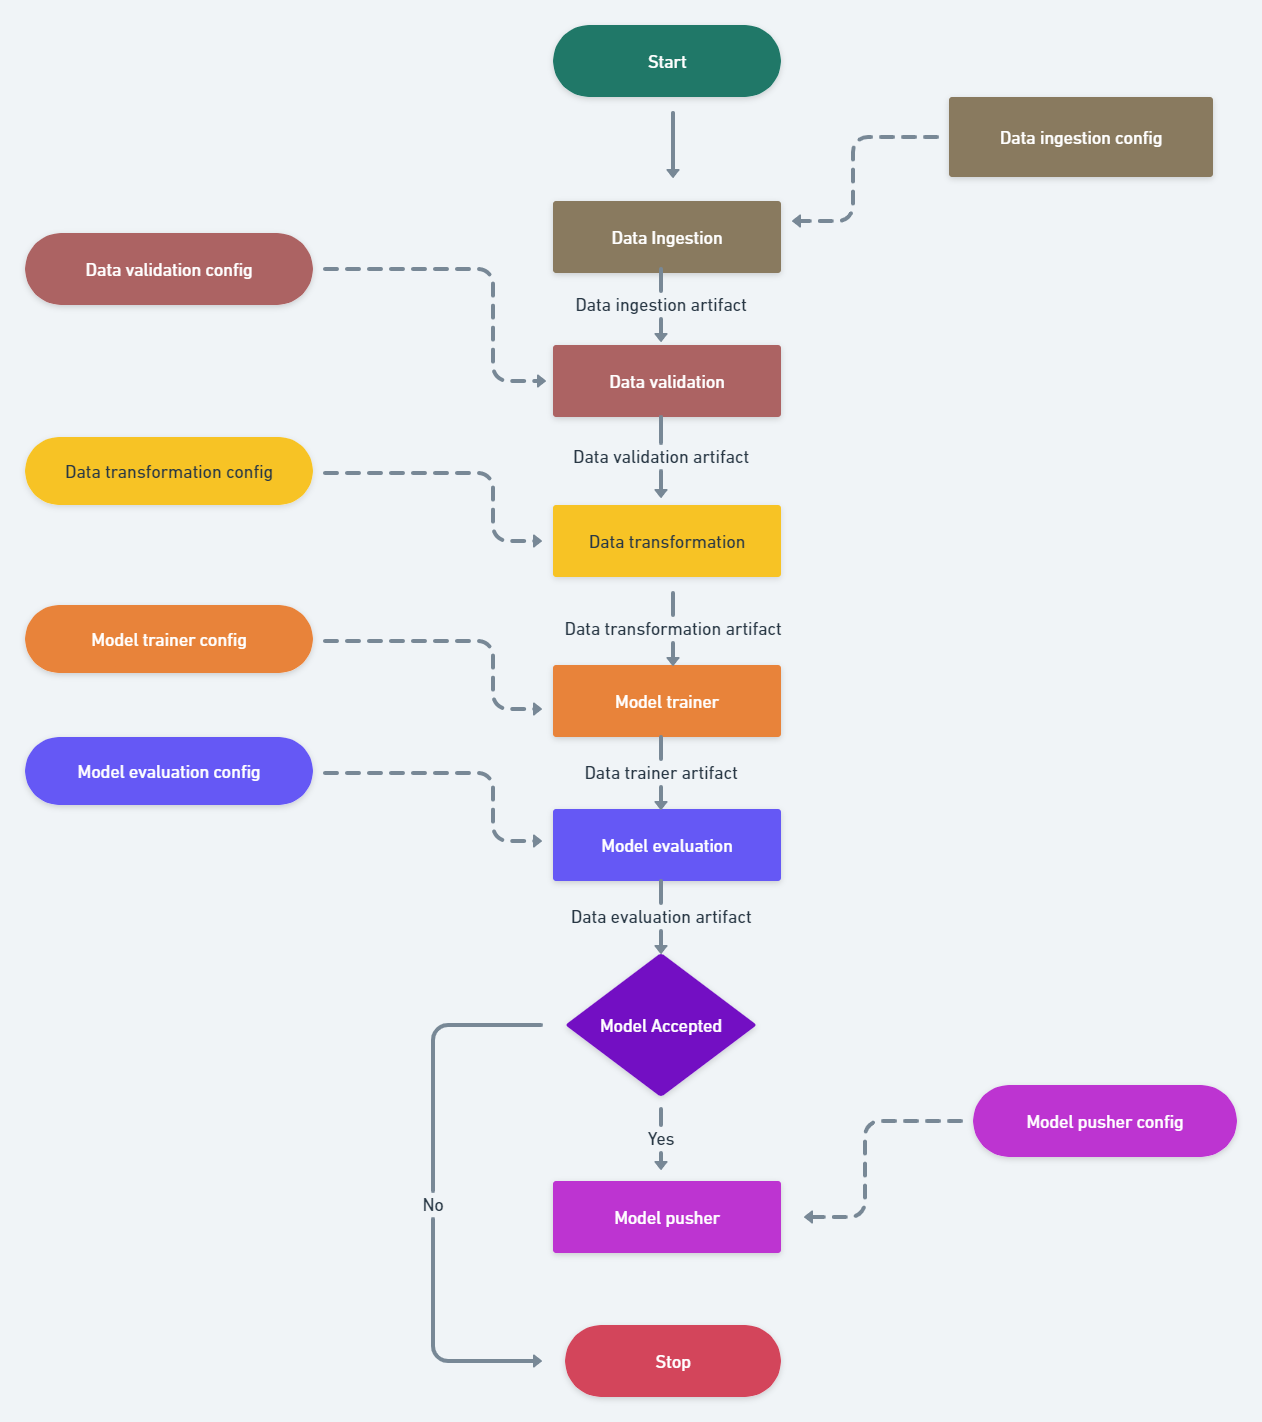 Start
Data ingestion config
Data Ingestion
Data validation config
Data ingestion artifact
Data validation
Data validation artifact
Data transformation config
Data transformation
Data transformation artifact
Model trainer config
Model trainer
Data trainer artifact
Model evaluation config
Model evaluation
Data evaluation artifact
Model Accepted
Model pusher config
Yes
No
Model pusher
Stop